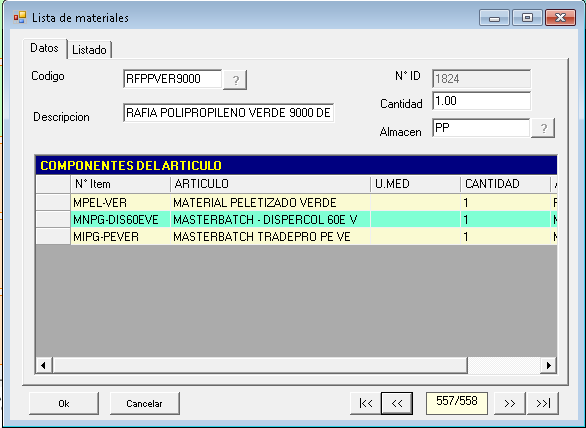 Lista de materiales
Datos Listado
Codigo RFPPVER9000 ? N° ID 1824
Cantidad 1.00
Descripcion RAFIA POLIPROPILENO VERDE 9000 DE
Almacen PP ?
COMPONENTES DEL ARTICULO
N° Item ARTICULO U.MED CANTIDAD
MPEL-VER MATERIAL PELETIZADO VERDE 1
MNPG-DIS60EVE MASTERBATCH - DISPERCOL 60E V 1
MIPG-PEVER MASTERBATCH TRADEPRO PE VE 1
Ok Cancelar |<< << 557/558 >> >>|